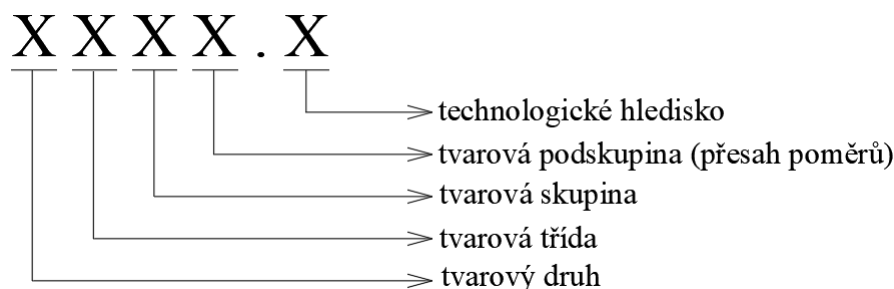 X X X X . X
technologické hledisko
tvarová podskupina (přesah poměrů)
tvarová skupina
tvarová třída
tvarový druh